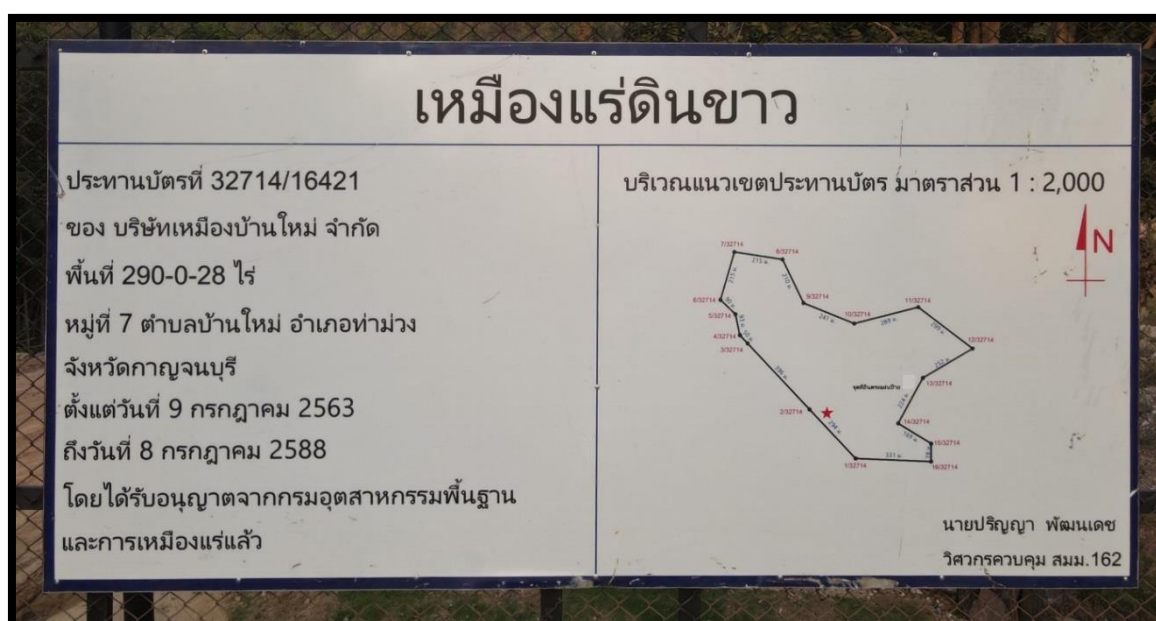 เหมืองแร่ดินขาว
ประทานบัตรที่ 32714/16421
ของ บริษัทเหมืองบ้านใหม่ จำกัด
พื้นที่ 290-0-28 ไร่
หมู่ที่ 7 ตำบลบ้านใหม่ อำเภอท่าม่วง
จังหวัดกาญจนบุรี
ตั้งแต่วันที่ 9 กรกฎาคม 2563
ถึงวันที่ 8 กรกฎาคม 2588
โดยได้รับอนุญาตจากกรมอุตสาหกรรมพื้นฐาน
และการเหมืองแร่แล้ว
บริเวณแนวเขตประทานบัตร มาตราส่วน 1 : 2,000
N
7/32714
8/32714
6/32714
5/32714
4/32714
3/32714
9/32714
10/32714
11/32714
12/32714
13/32714
14/32714
15/32714
16/32714
2/32714
1/32714
นายปริญญา พัฒนเดช
วิศวกรควบคุม สมม.162